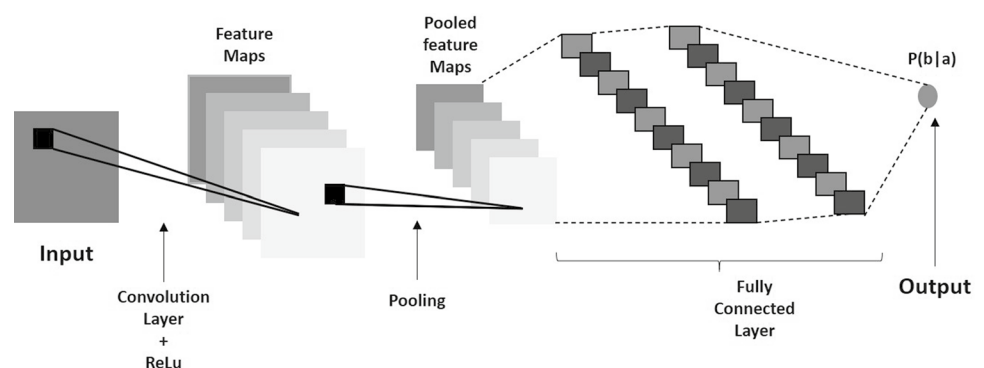 Feature
Maps
Pooled
feature
Maps
P(b|a)
Input
Convolution
Layer
+
ReLu
Pooling
Fully
Connected
Layer
Output